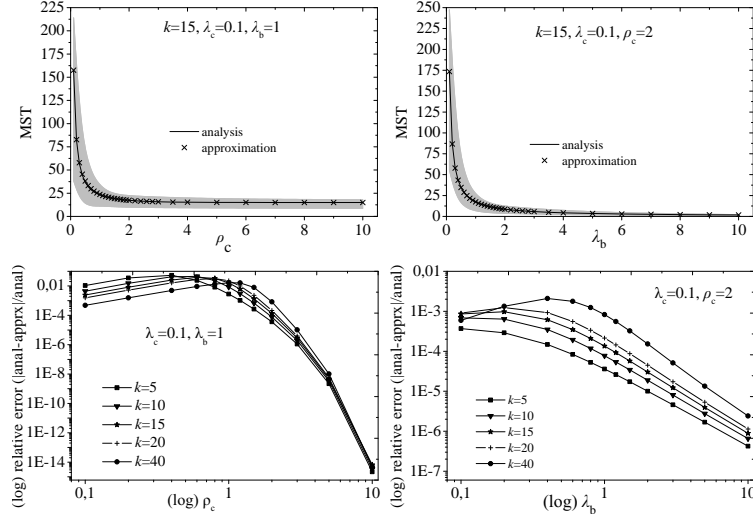 k=15, λc=0.1, λb=1
MST
225
200
175
150
125
100
75
50
25
0
analysis
approximation
0 2 4 6 8 10
ρc
k=15, λc=0.1, ρc=2
MST
250
225
200
175
150
125
100
75
50
25
0
analysis
approximation
0 2 4 6 8 10
λb
(log) relative error (|anal-apprx|/anal)
0,01
1E-4
1E-6
1E-8
1E-10
1E-12
1E-14
λc=0.1, λb=1
k=5
k=10
k=15
k=20
k=40
0,1 1 10
(log) ρc
(log) relative error (|anal-apprx|/anal)
0,01
1E-3
1E-4
1E-5
1E-6
1E-7
λc=0.1, ρc=2
k=5
k=10
k=15
k=20
k=40
0,1 1 10
(log) λb